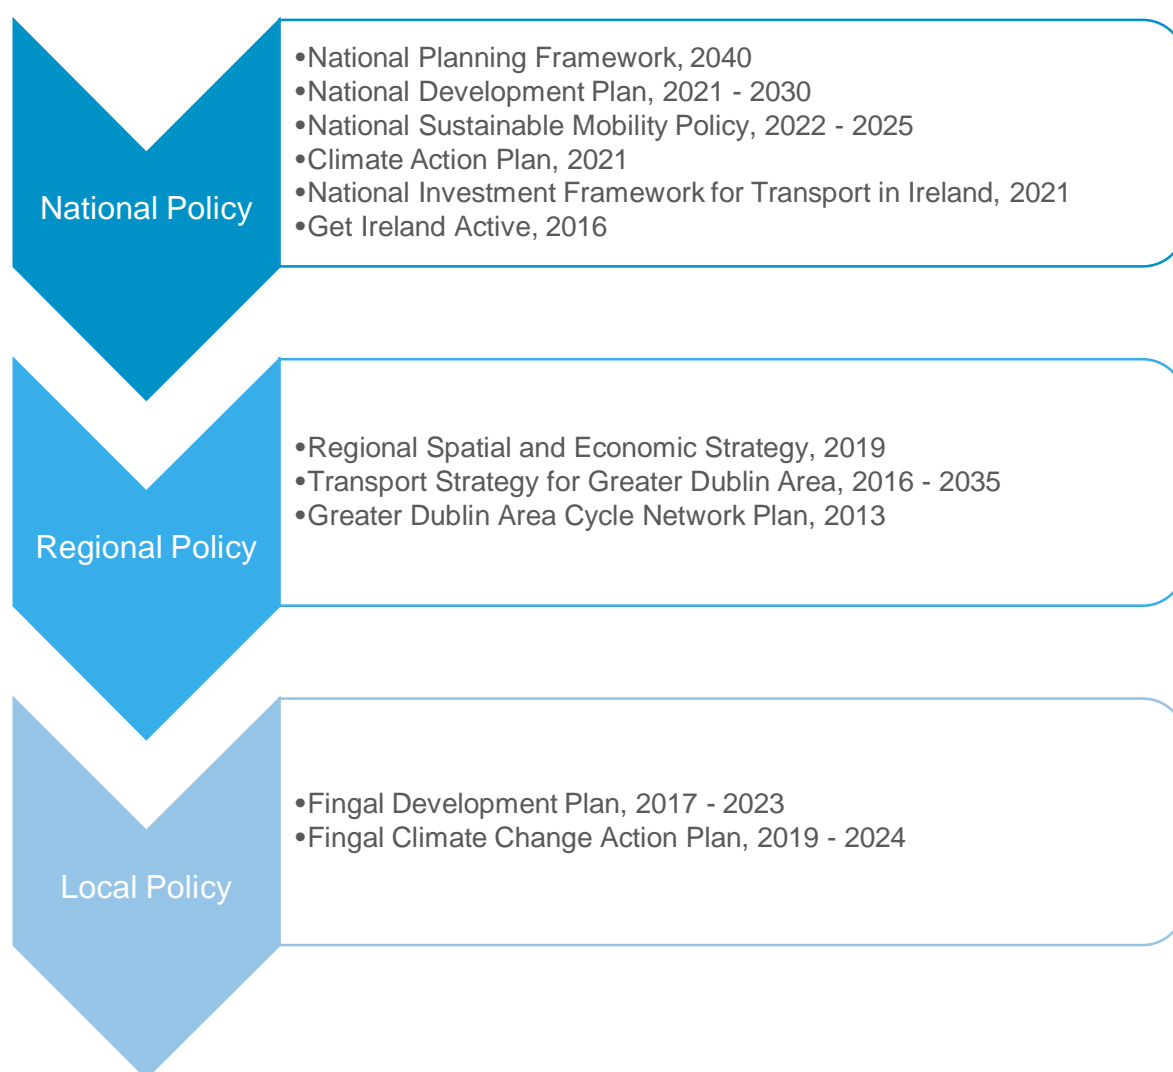 National Policy
•National Planning Framework, 2040
•National Development Plan, 2021 - 2030
•National Sustainable Mobility Policy, 2022 - 2025
•Climate Action Plan, 2021
•National Investment Framework for Transport in Ireland, 2021
•Get Ireland Active, 2016
Regional Policy
•Regional Spatial and Economic Strategy, 2019
•Transport Strategy for Greater Dublin Area, 2016 - 2035
•Greater Dublin Area Cycle Network Plan, 2013
Local Policy
•Fingal Development Plan, 2017 - 2023
•Fingal Climate Change Action Plan, 2019 - 2024